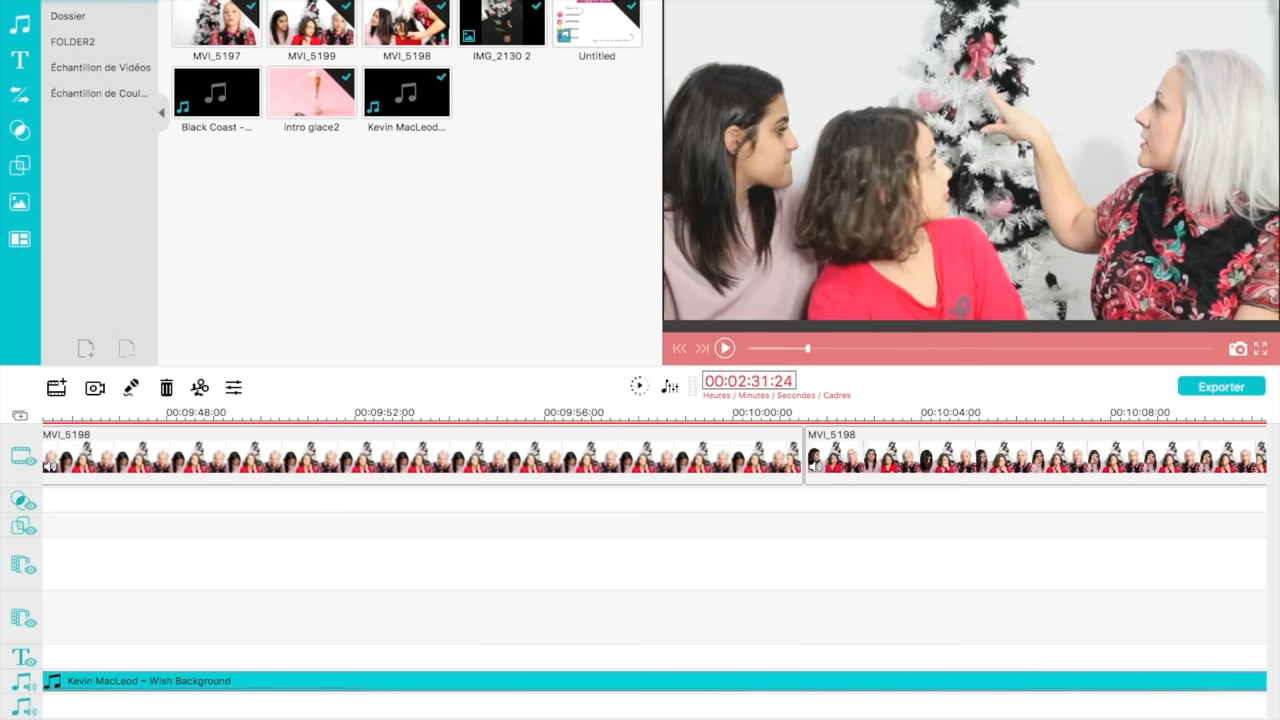 Dossier
FOLDER2
Échantillon de Vidéos
Échantillon de Coul...
MVI_5197
MVI_5199
MVI_5198
IMG_2130 2
Untitled
Black Coast -...
intro glace2
Kevin MacLeod...
00:02:31:24
Heures / Minutes / Secondes / Cadres
Exporter
00:09:48:00
00:09:52:00
00:09:56:00
00:10:00:00
00:10:04:00
00:10:08:00
MVI_5198
MVI_5198
Kevin MacLeod ~ Wish Background